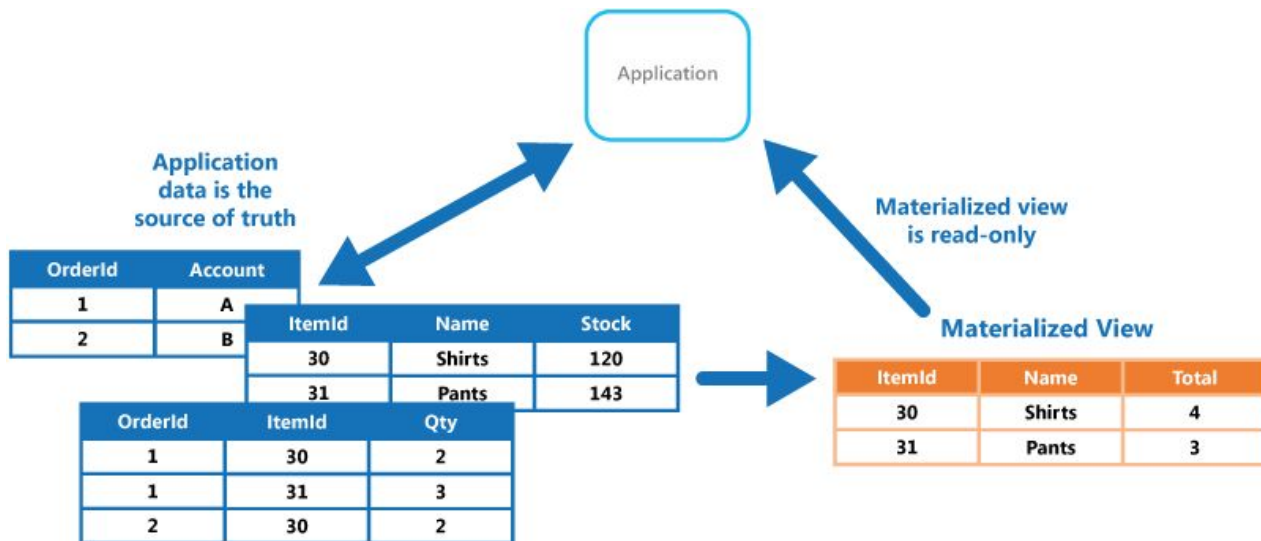 Application
Application
data is the
source of truth
Materialized view
is read-only
OrderId Account
1 A
2 B
ItemId Name Stock
30 Shirts 120
31 Pants 143
OrderId ItemId Qty
1 30 2
1 31 3
2 30 2
Materialized View
ItemId Name Total
30 Shirts 4
31 Pants 3